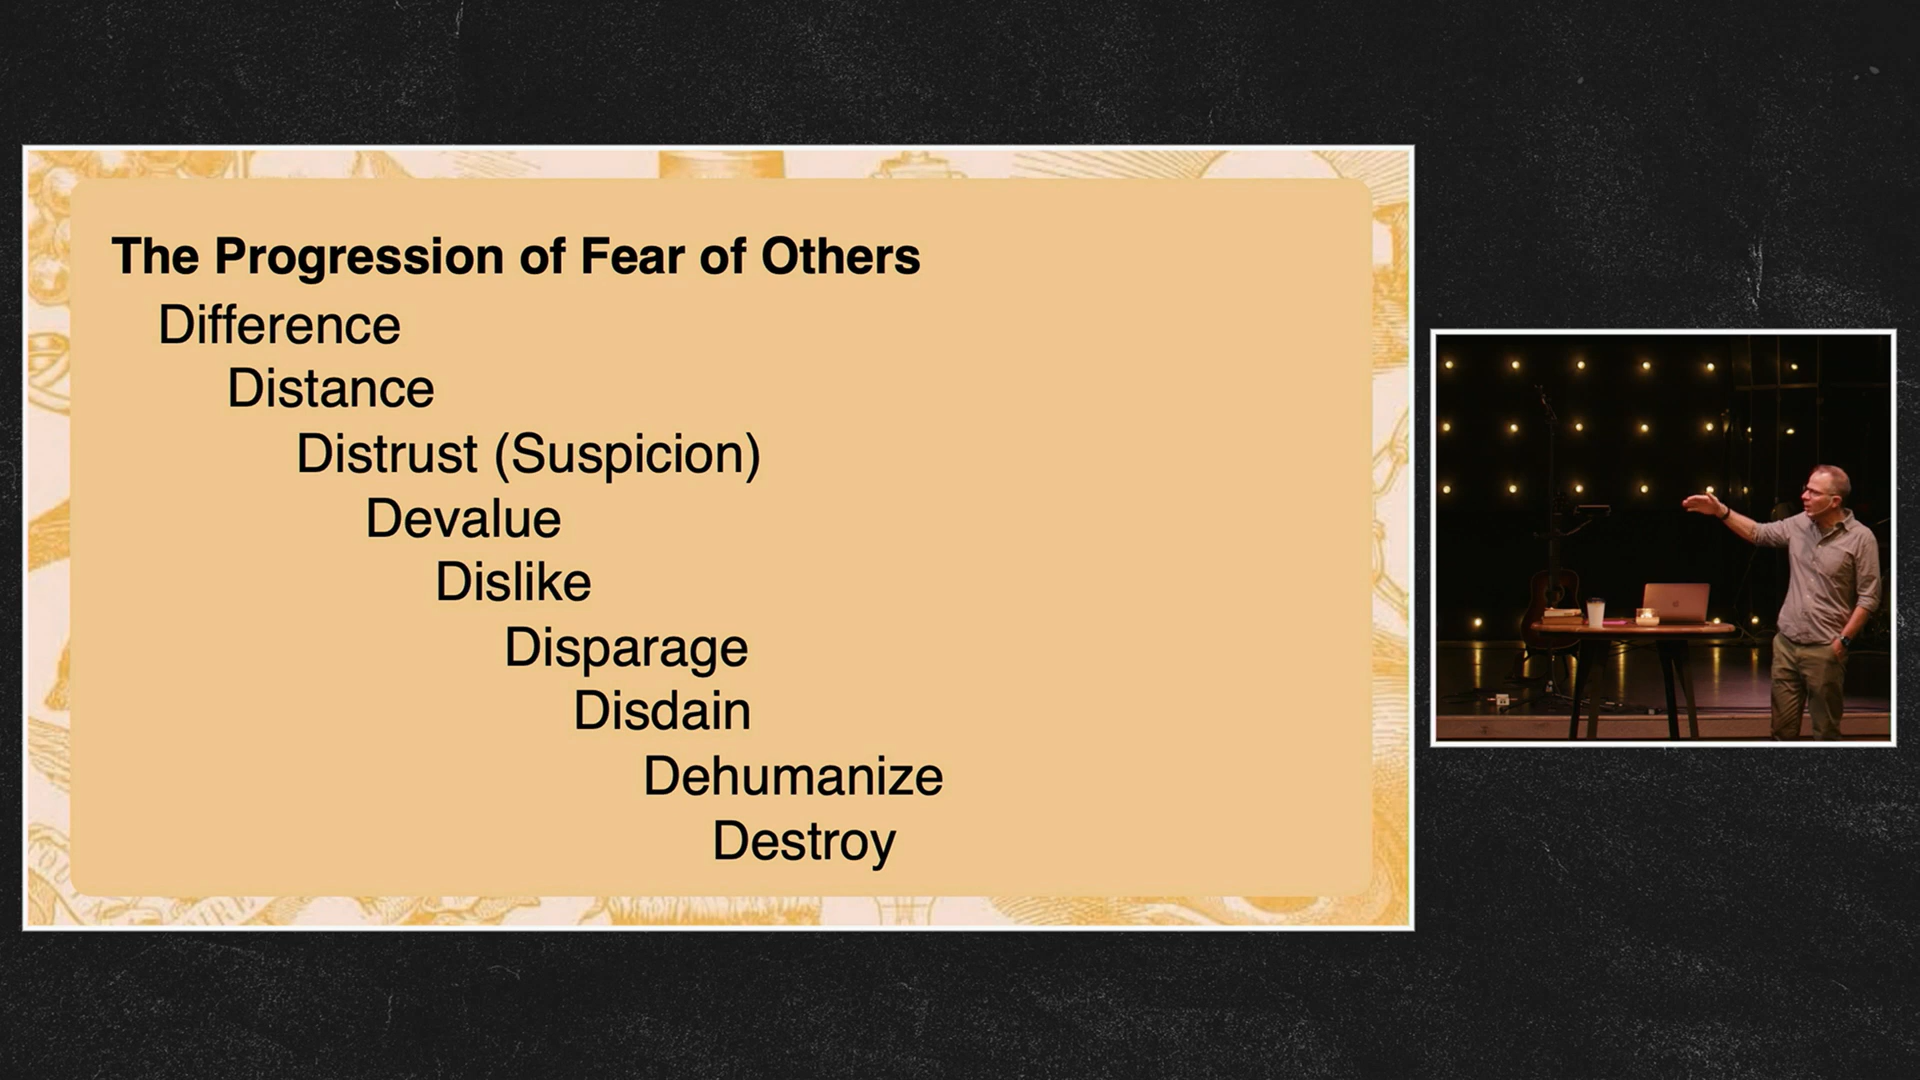 The Progression of Fear of Others
Difference
Distance
Distrust (Suspicion)
Devalue
Dislike
Disparage
Disdain
Dehumanize
Destroy